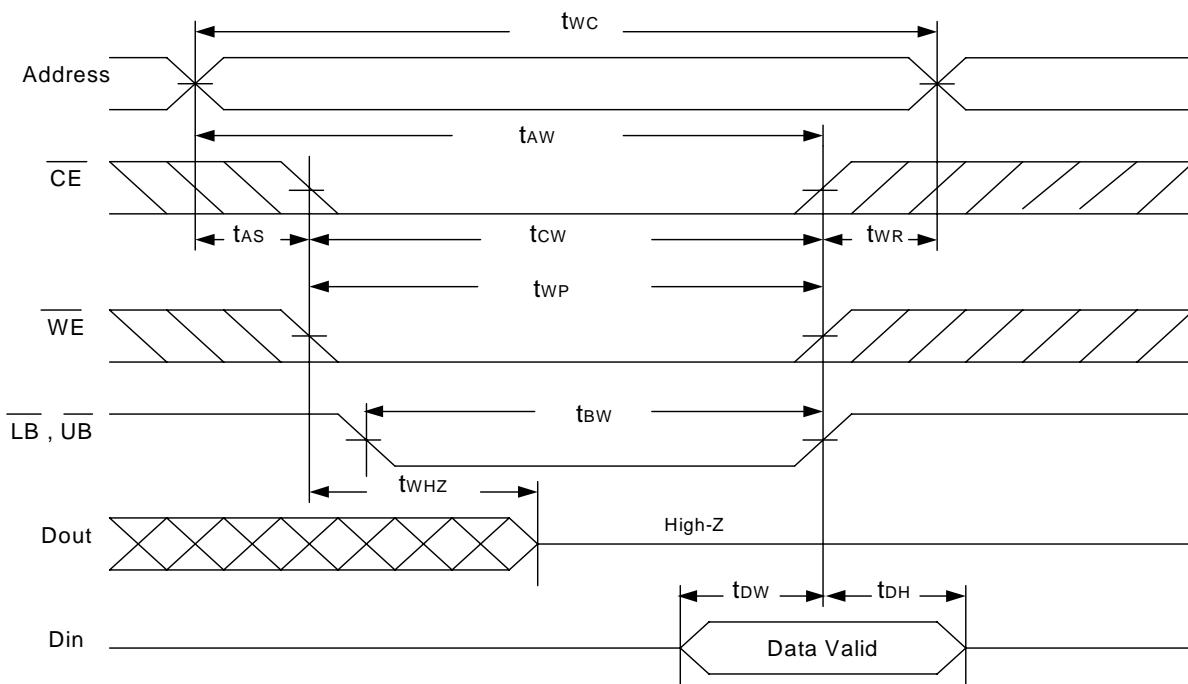 tWC
Address
tAW
CE
tAS
tCW
tWR
tWP
WE
LB , UB
tBW
tWHZ
Dout
High-Z
tDW
tDH
Din
Data Valid